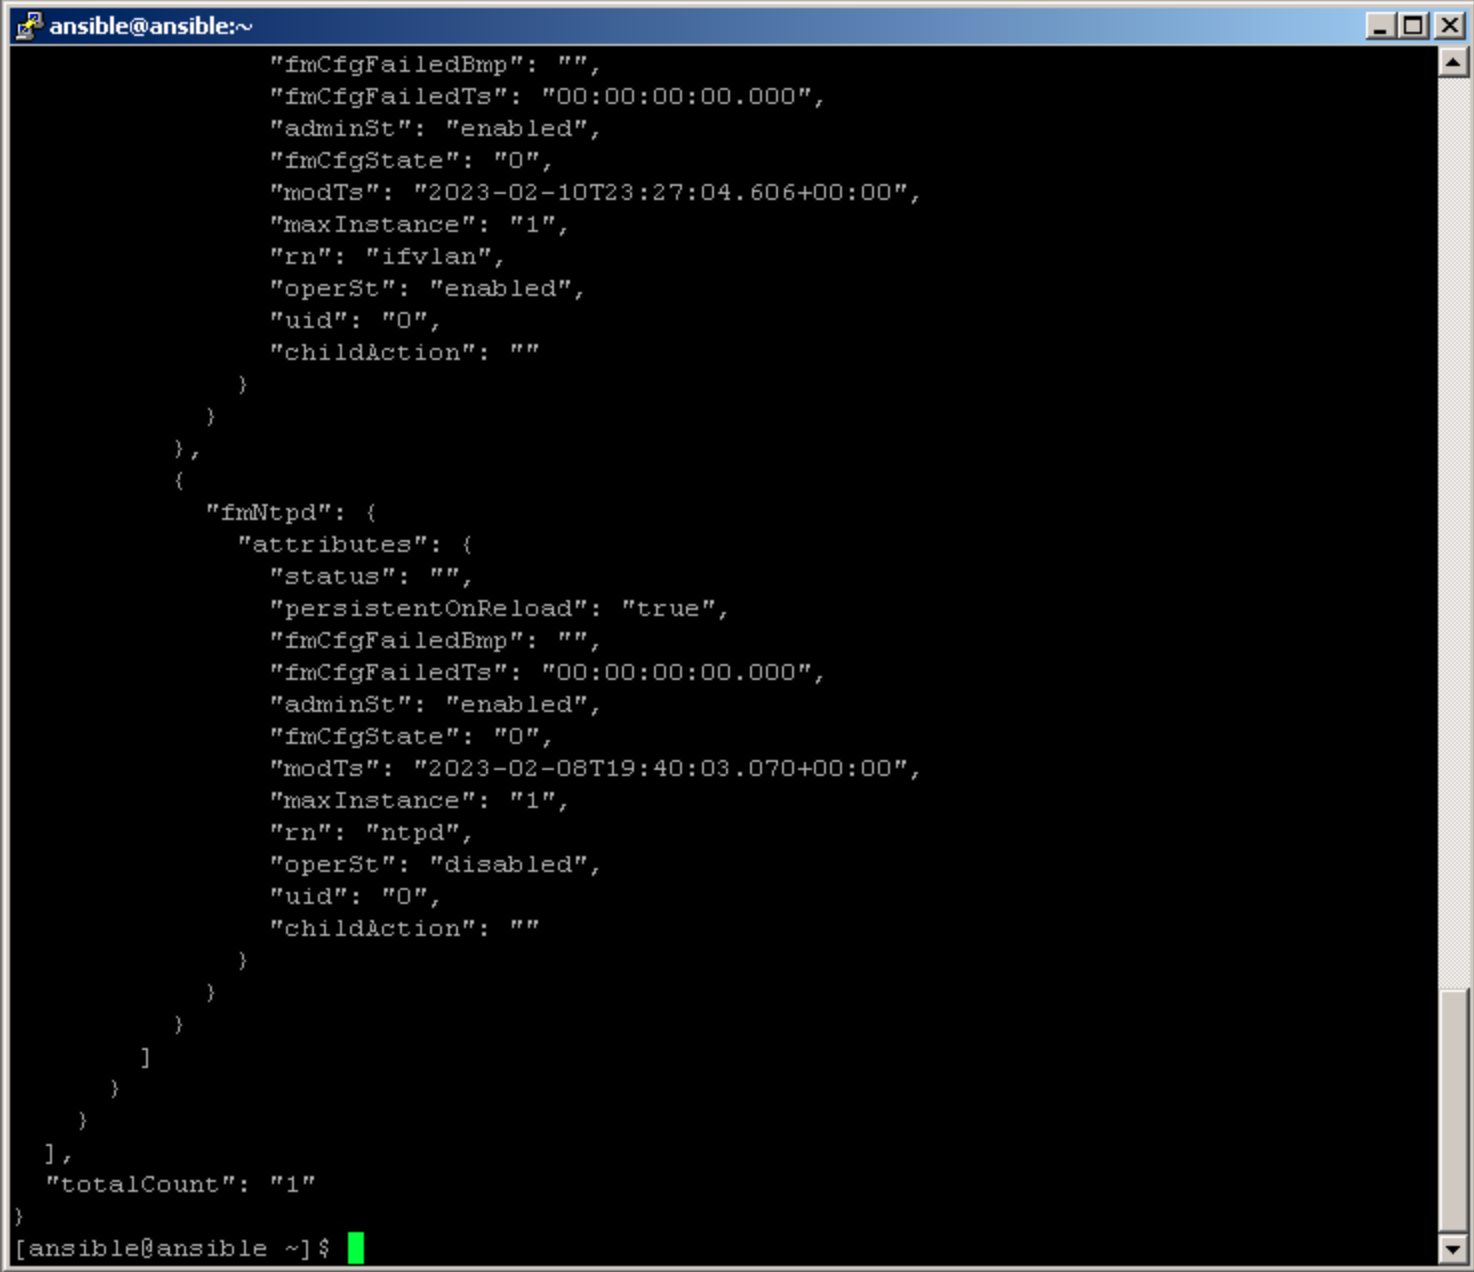 ansible@ansible:~
"fmCfgFailedBmp": "",
"fmCfgFailedTs": "00:00:00:00.000",
"adminSt": "enabled",
"fmCfgState": "0",
"modTs": "2023-02-10T23:27:04.606+00:00",
"maxInstance": "1",
"rn": "ifvlan",
"operSt": "enabled",
"uid": "0",
"childAction": ""
}
}
},
{
"fmNtpd": {
"attributes": {
"status": "",
"persistentOnReload": "true",
"fmCfgFailedBmp": "",
"fmCfgFailedTs": "00:00:00:00.000",
"adminSt": "enabled",
"fmCfgState": "0",
"modTs": "2023-02-08T19:40:03.070+00:00",
"maxInstance": "1",
"rn": "ntpd",
"operSt": "disabled",
"uid": "0",
"childAction": ""
}
}
}
]
}
}
],
"totalCount": "1"
}
[ansible@ansible ~]$